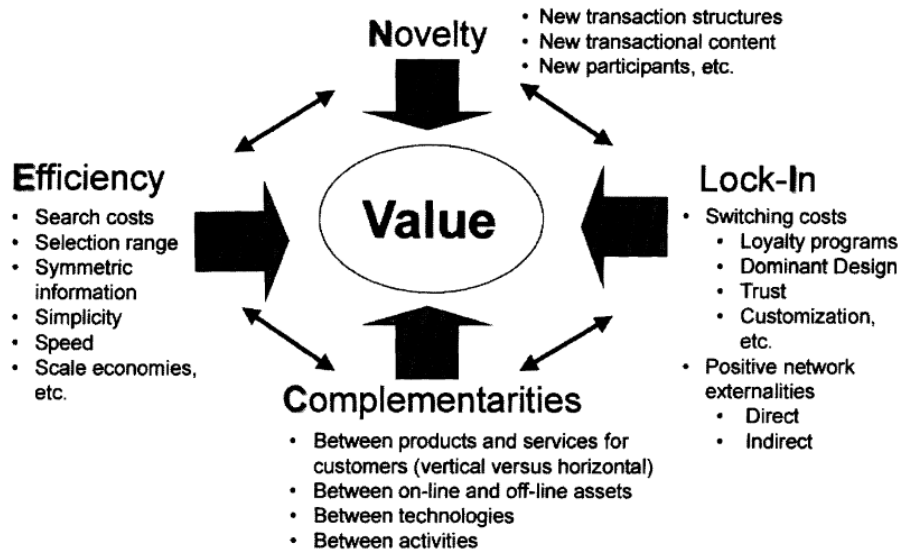 Novelty
• New transaction structures
• New transactional content
• New participants, etc.
Efficiency
• Search costs
• Selection range
• Symmetric
information
• Simplicity
• Speed
• Scale economies,
etc.
Value
Lock-In
• Switching costs
• Loyalty programs
• Dominant Design
• Trust
• Customization,
etc.
• Positive network
externalities
• Direct
• Indirect
Complementarities
• Between products and services for
customers (vertical versus horizontal)
• Between on-line and off-line assets
• Between technologies
• Between activities